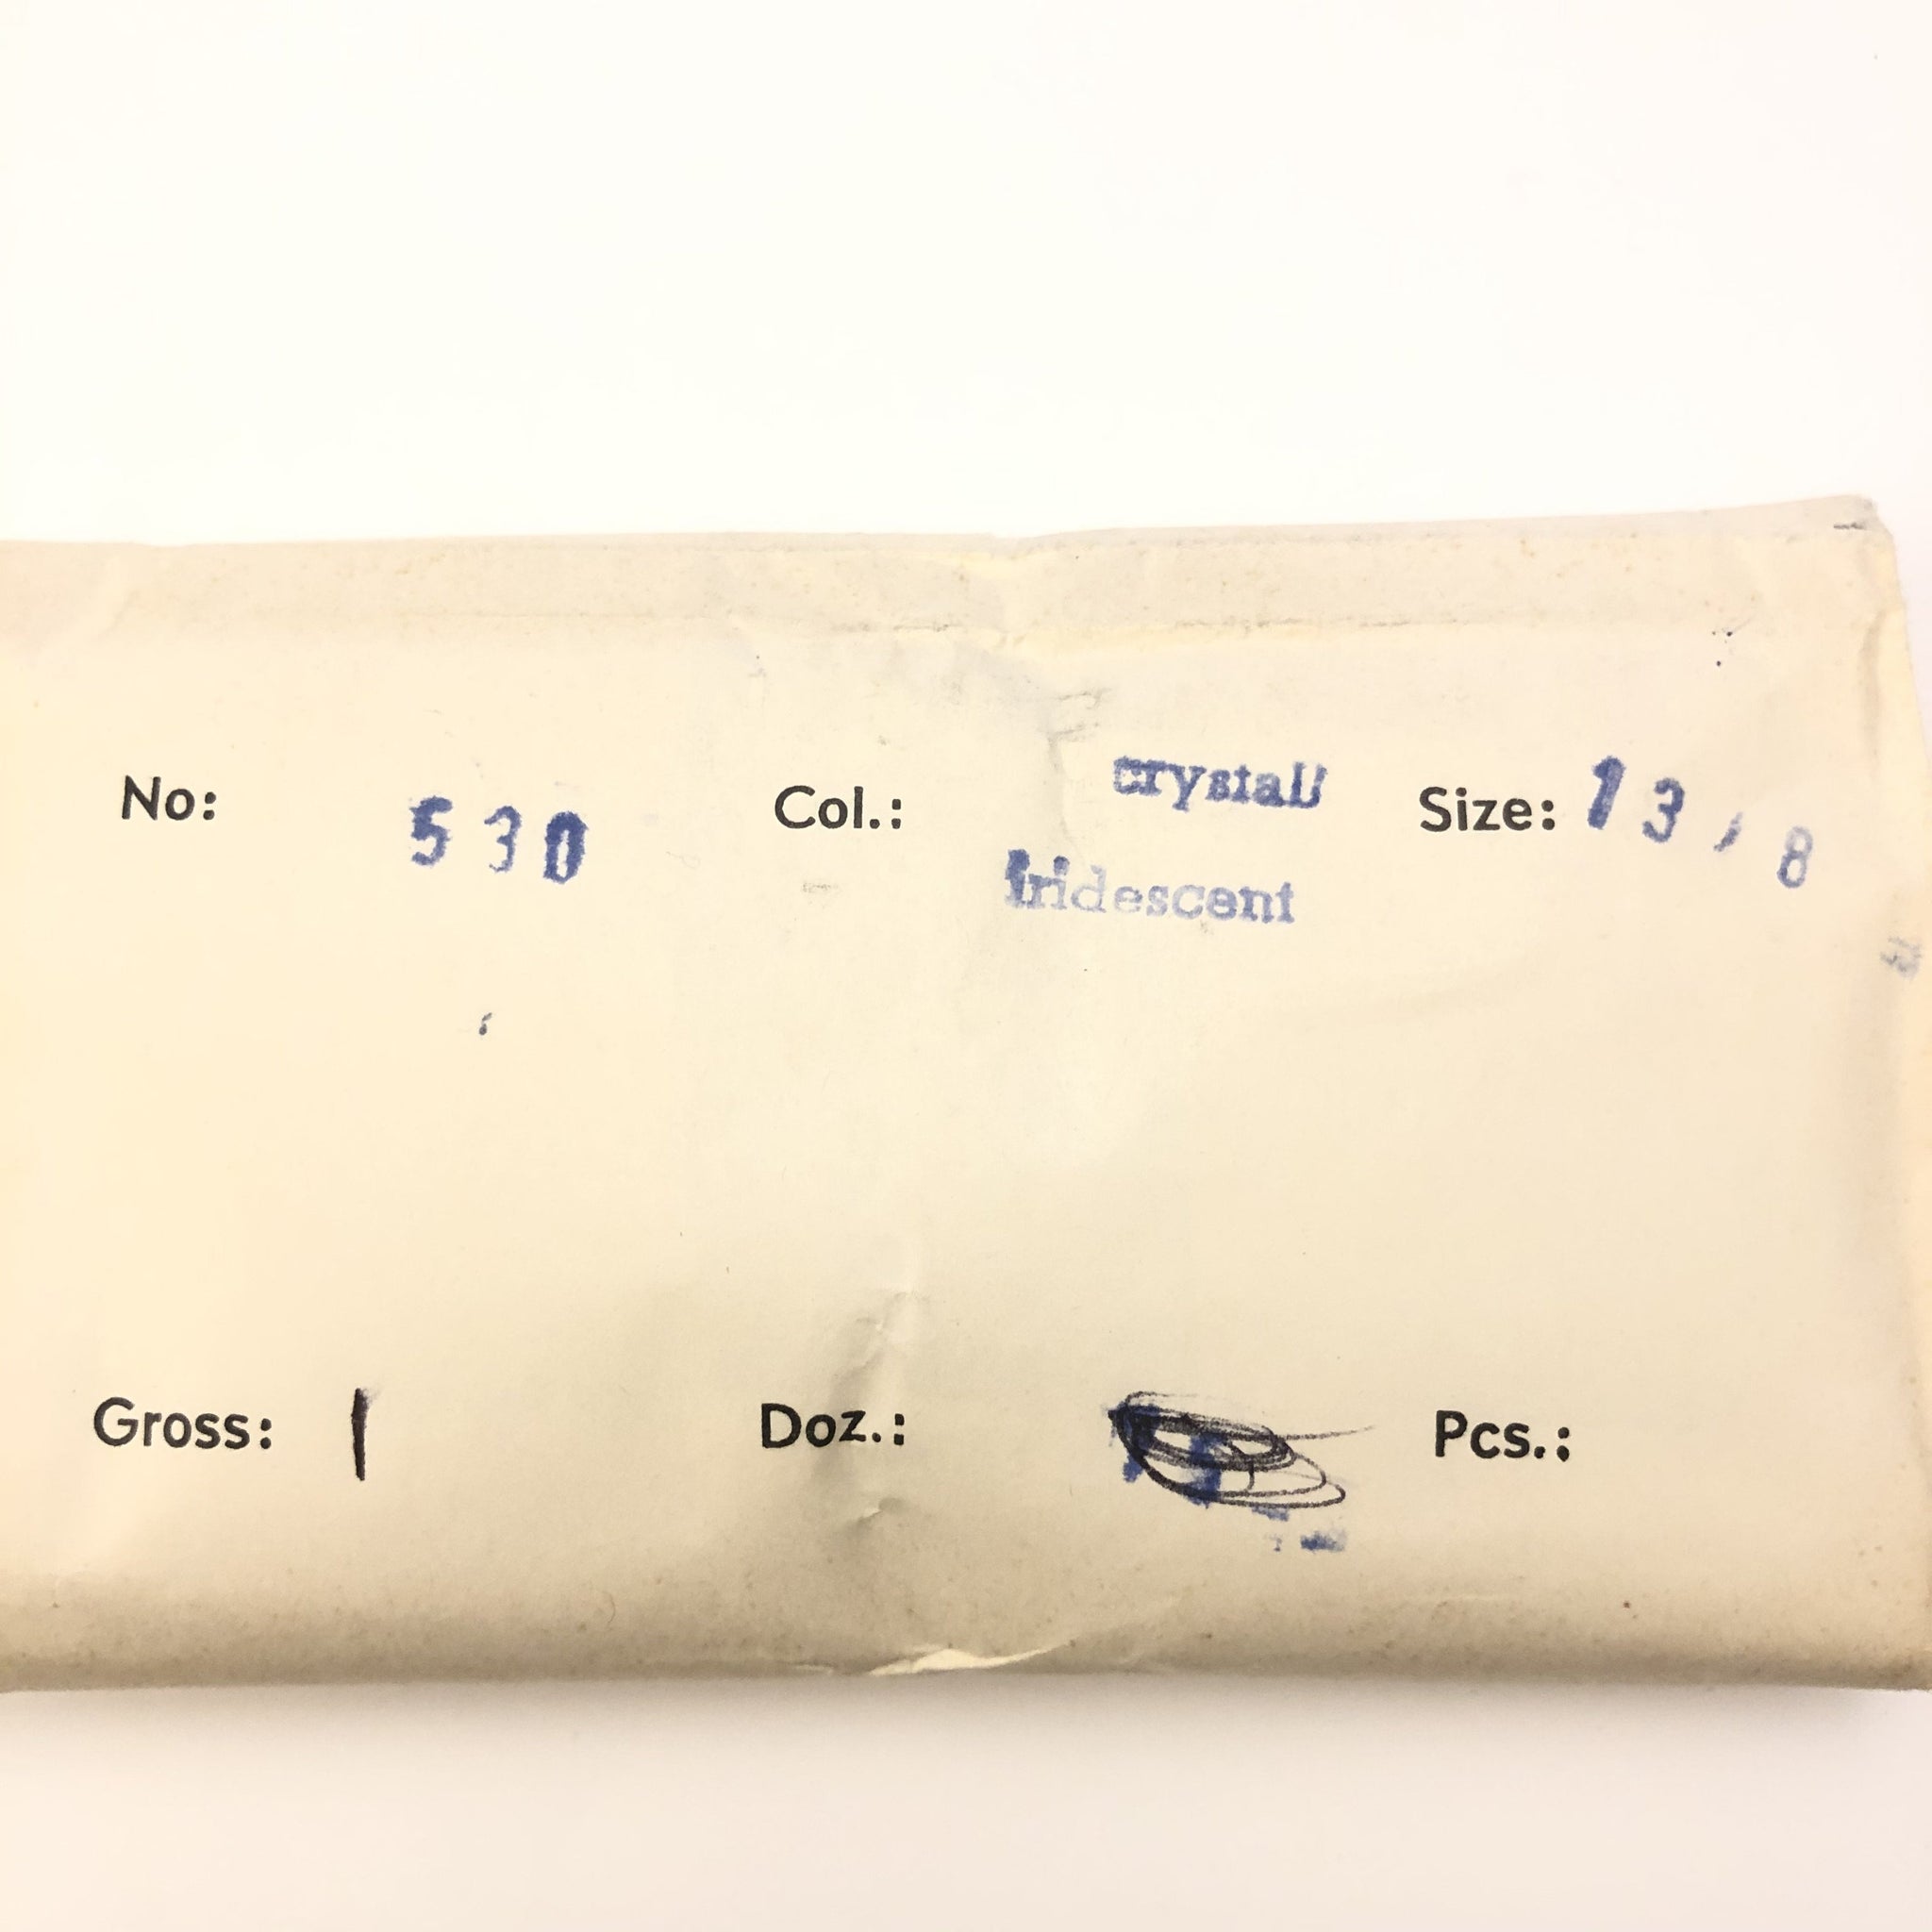 No: 530 Col.: crystall Size: 13,8
Iridescent
Gross: 1 Doz.: Pcs.: